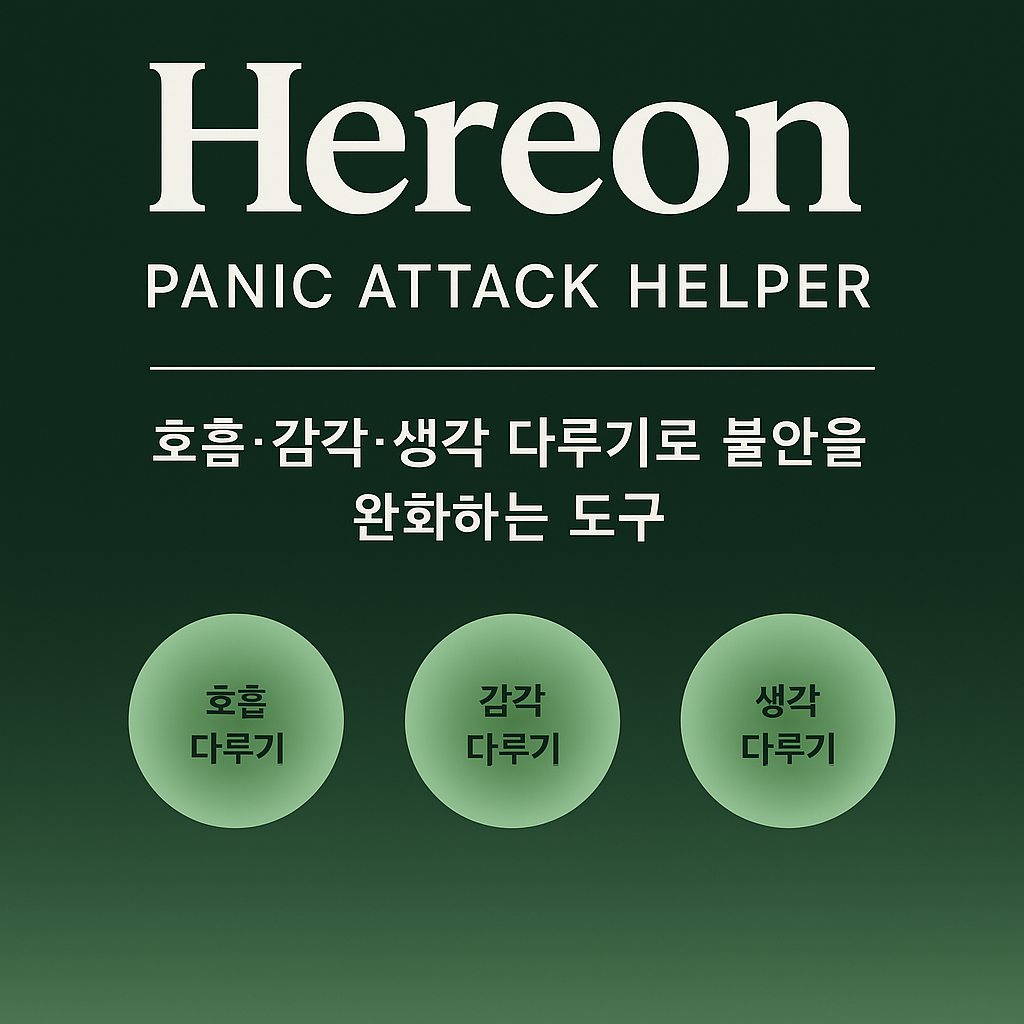 Hereon
PANIC ATTACK HELPER
호흠·감각·생각 다루기로 불안을
완화하는 도구
호흡
다루기
감각
다루기
생각
다루기